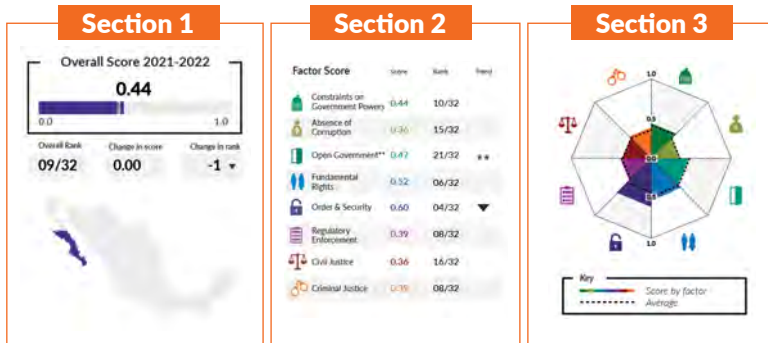 Section 1
Overall Score 2021-2022
0.44
0.0 1.0
Overall Rank Change in score Change in rank
09/32 0.00 -1
Section 2
Factor Score Score Rank Trend
Constraints on
Government Powers 0.44 10/32
Absence of
Corruption 0.36 15/32
Open Government** 0.47 21/32 **
Fundamental
Rights 0.52 06/32
Order & Security 0.60 04/32
Regulatory
Enforcement 0.39 08/32
Civil Justice 0.36 16/32
Criminal Justice 0.39 08/32
Section 3
1.0
0.5
0.0
0.5
1.0
Key
Score by factor
Average